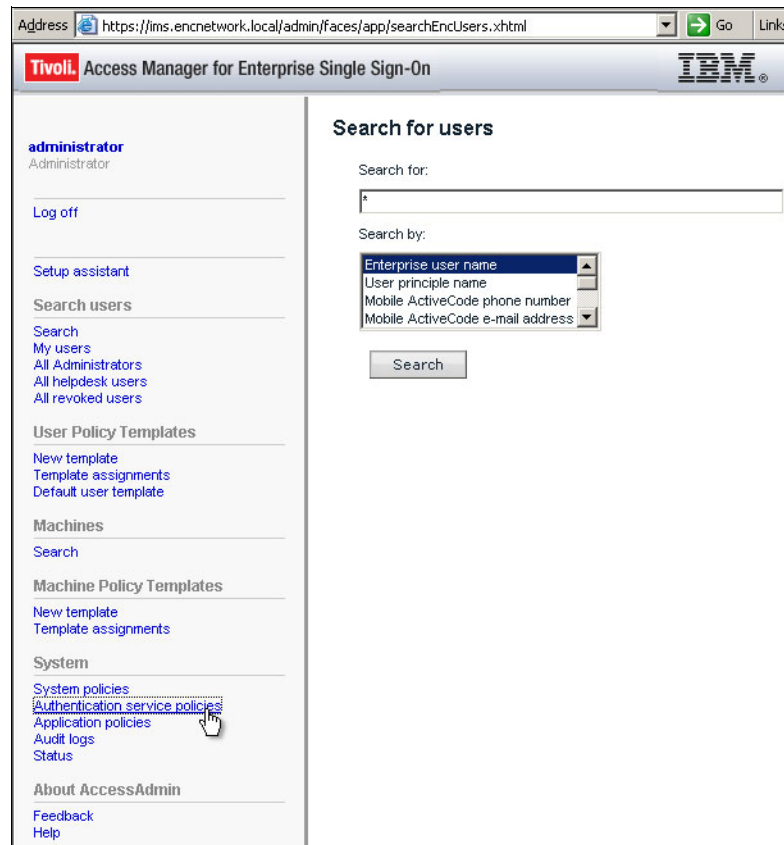 Address https://ims.encnetwork.local/admin/faces/app/searchEncUsers.xhtml Go Links
Tivoli. Access Manager for Enterprise Single Sign-On IBM®
administrator
Administrator
Log off
Setup assistant
Search users
Search
My users
All Administrators
All helpdesk users
All revoked users
User Policy Templates
New template
Template assignments
Default user template
Machines
Search
Machine Policy Templates
New template
Template assignments
System
System policies
Authentication service policies
Application policies
Audit logs
Status
About AccessAdmin
Feedback
Help
Search for users
Search for:
*
Search by:
Enterprise user name
User principle name
Mobile ActiveCode phone number
Mobile ActiveCode e-mail address
Search